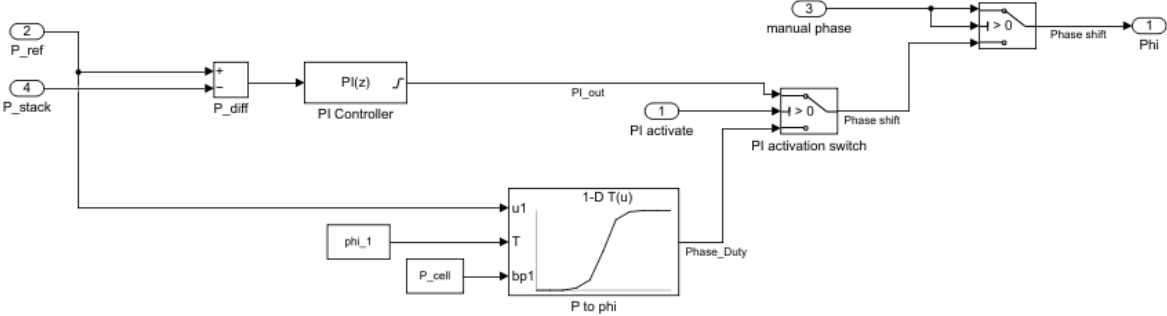 2
P_ref
4
P_stack
+
−
P_diff
PI(z)
PI Controller
PI_out
1
PI activate
> 0
PI activation switch
Phase shift
3
manual phase
> 0
Phase shift
1
Phi
1-D T(u)
u1
T
bp1
P to phi
phi_1
P_cell
Phase_Duty